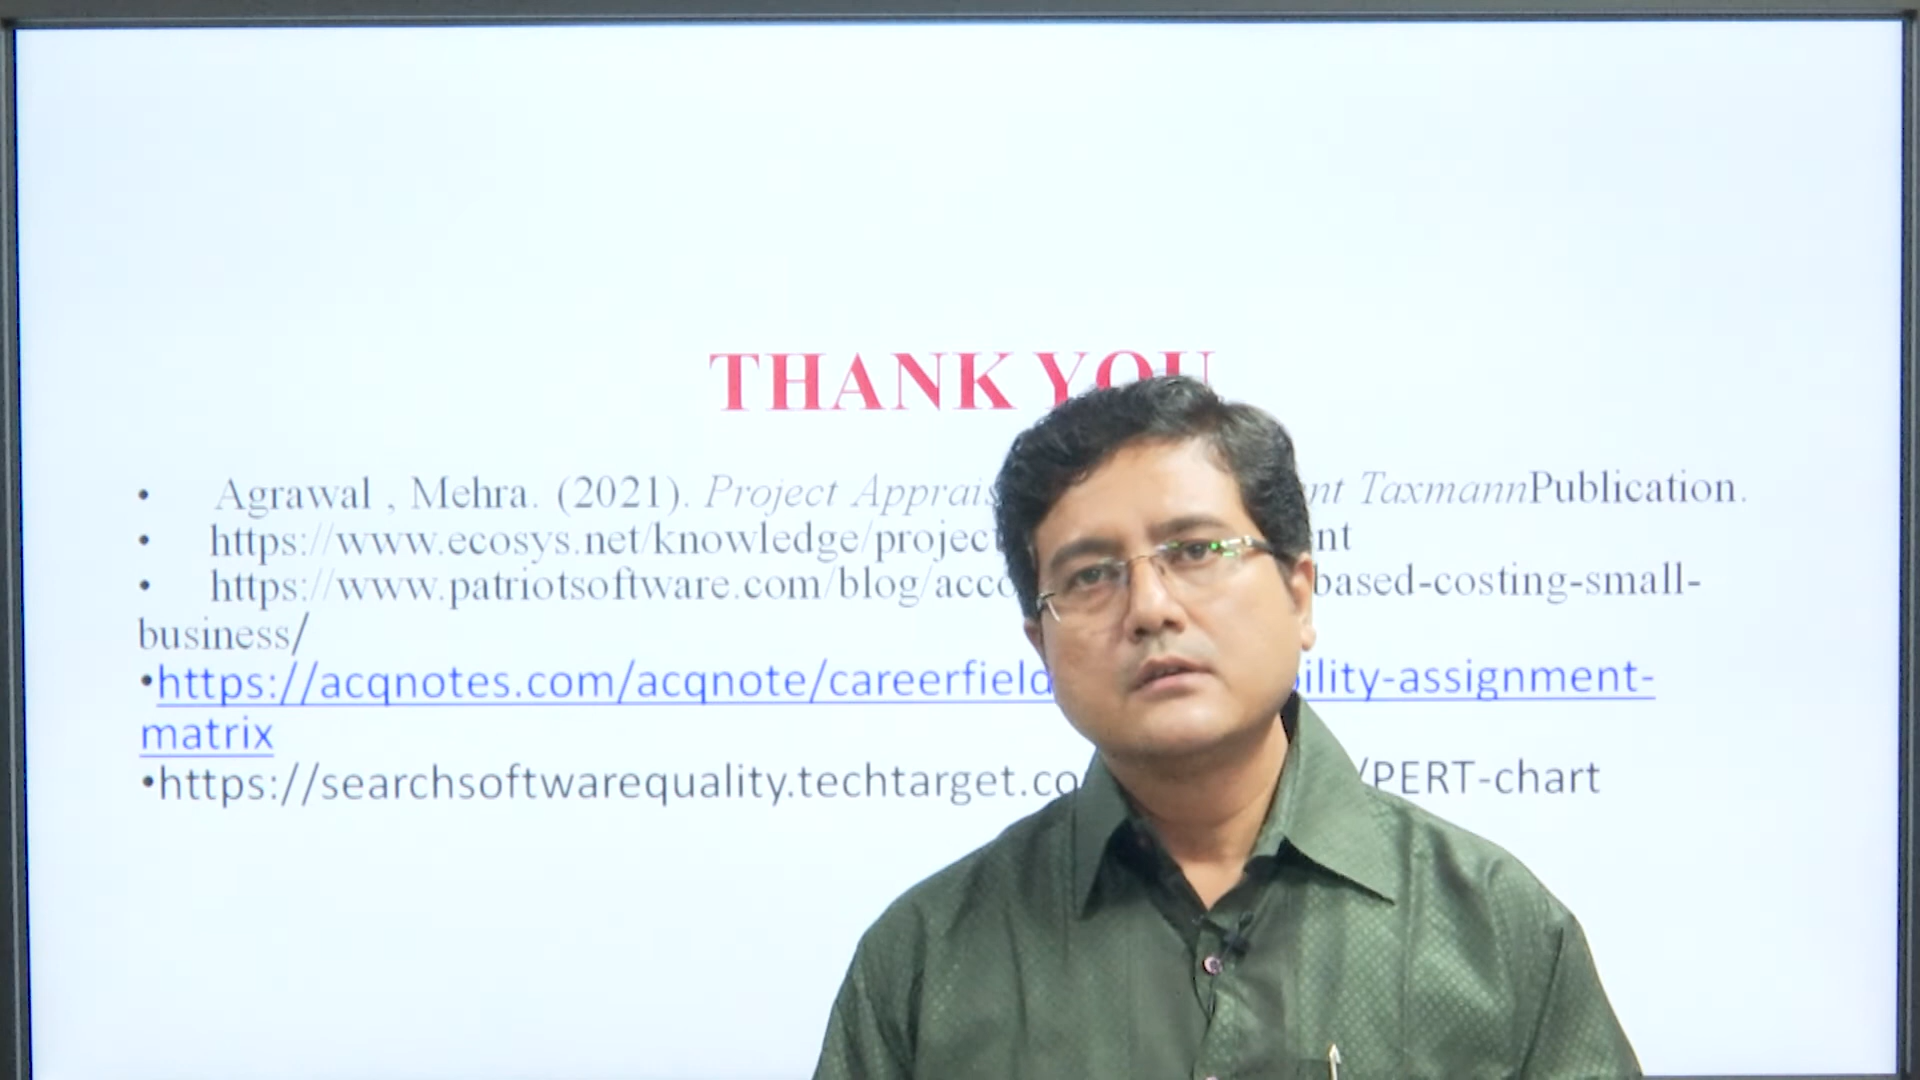 THANK YOU
• Agrawal , Mehra. (2021). Project Apprais nt TaxmannPublication.
• https://www.ecosys.net/knowledge/projec nt
• https://www.patriotsoftware.com/blog/acco based-costing-small-
business/
•https://acqnotes.com/acqnote/careerfield ility-assignment-
matrix
•https://searchsoftwarequality.techtarget.co /PERT-chart